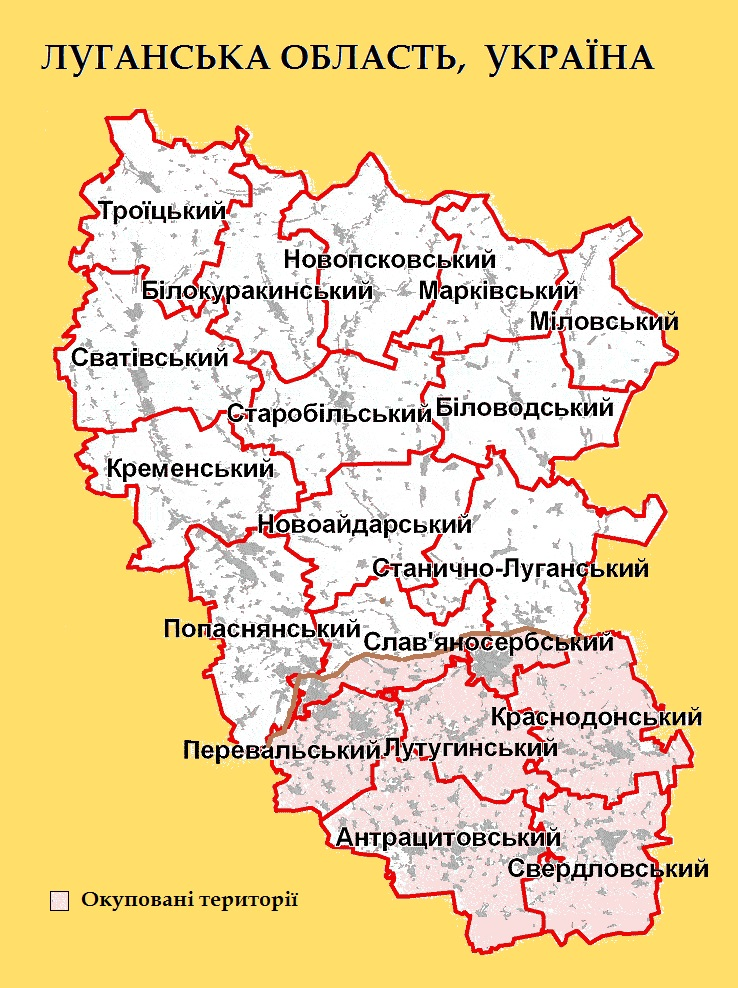 ЛУГАНСЬКА ОБЛАСТЬ, УКРАЇНА
Троїцький
Новопсковський
Білокуракинський
Марківський
Міловський
Сватівський
Старобільський
Біловодський
Кременський
Новоайдарський
Станично-Луганський
Попаснянський
Слав'яносербський
Краснодонський
Перевальський
Лутугинський
Антрацитовський
Свердловський
Окуповані території